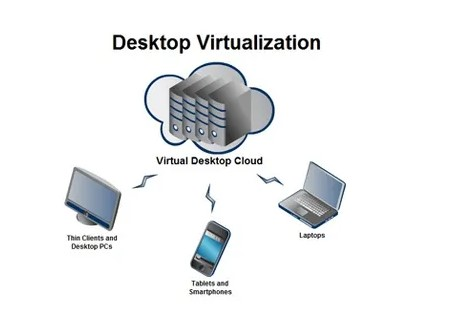 Desktop Virtualization
Virtual Desktop Cloud
Thin Clients and
Desktop PCs
Tablets and
Smartphones
Laptops